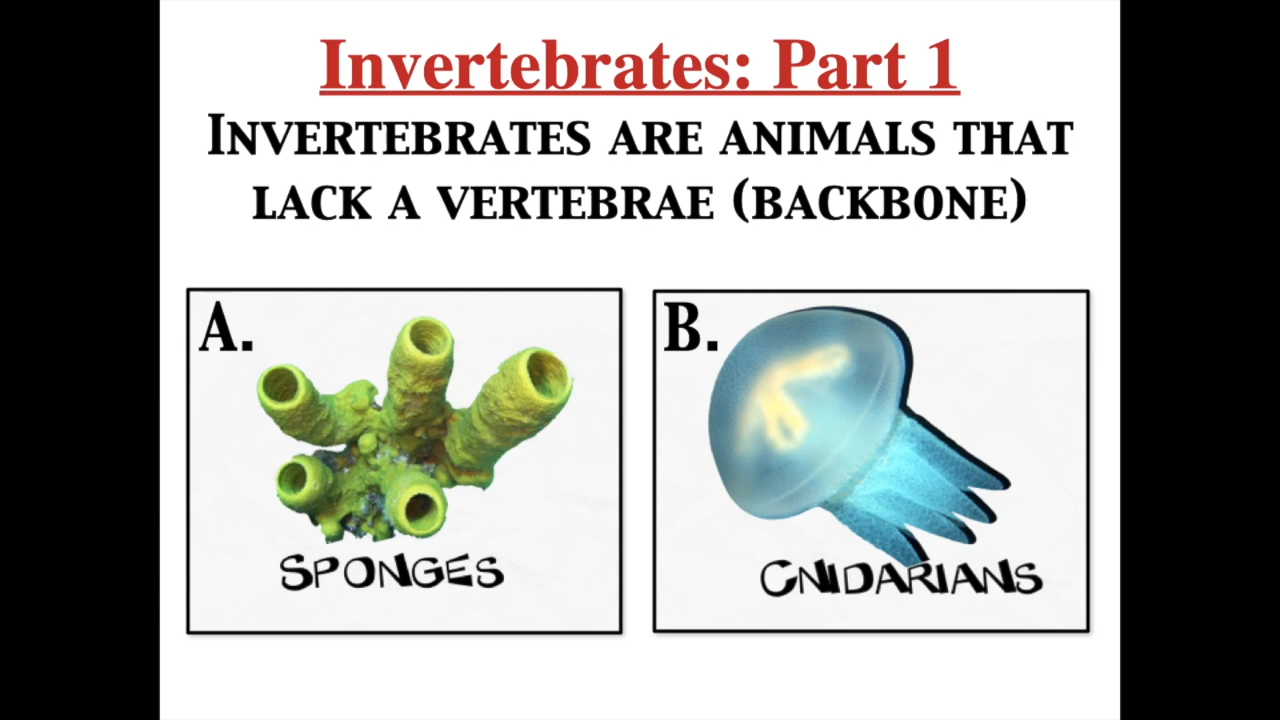 Invertebrates: Part 1
Invertebrates are animals that
lack a vertebrae (backbone)
A.
Sponges
B.
Cnidarians